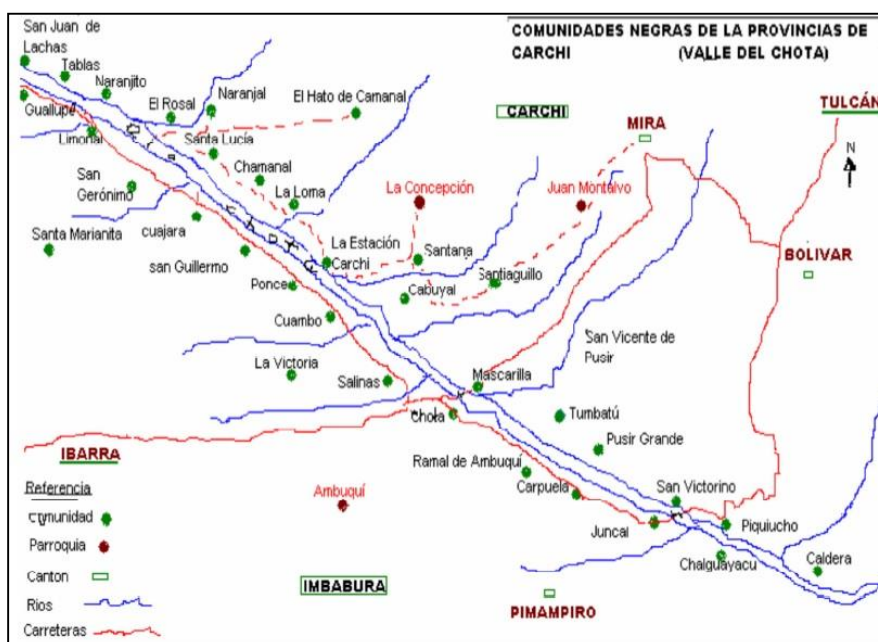 San Juan de
Lachas
Tablas
Naranjito
COMUNIDADES NEGRAS DE LA PROVINCIAS DE
CARCHI (VALLE DEL CHOTA)
Guallupe
El Rosal
Naranjal
El Hato de Camanal
CARCHI
TULCÁN
MIRA
Limonal
Santa Lucía
N
San
Gerónimo
Chamanal
La Loma
La Concepción
Juan Montalvo
Santa Marianita
cuajara
san Guillermo
La Estación
Carchi
Santana
Santiaguillo
BOLIVAR
Ponce
Cabuyal
Cuambo
San Vicente de
Pusir
La Victoria
Salinas
Mascarilla
Chota
Tumbatú
Pusir Grande
IBARRA
Ramal de Ambuquí
Referencia
Ambuquí
Carpuela
San Victorino
comunidad
Juncal
Piquiucho
Parroquia
Chalguayacu
Caldera
Canton
IMBABURA
PIMAMPIRO
Rios
Carreteras